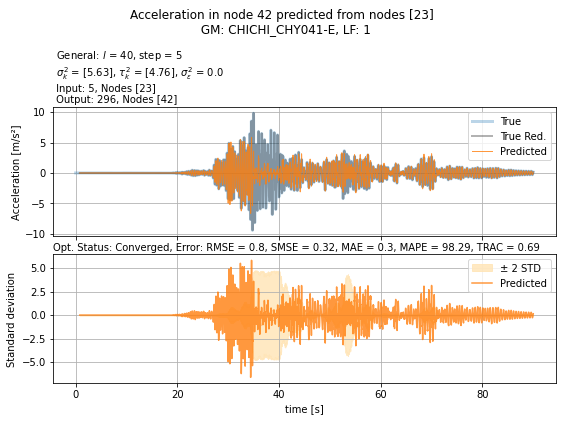 Acceleration in node 42 predicted from nodes [23]
GM: CHICHI_CHY041-E, LF: 1
General: l = 40, step = 5
σ²ₖ = [5.63], τ²ₖ = [4.76], σ²ε = 0.0
Input: 5, Nodes [23]
Output: 296, Nodes [42]
Acceleration [m/s²]
10
5
0
−5
−10
True
True Red.
Predicted
Opt. Status: Converged, Error: RMSE = 0.8, SMSE = 0.32, MAE = 0.3, MAPE = 98.29, TRAC = 0.69
Standard deviation
5.0
2.5
0.0
−2.5
−5.0
± 2 STD
Predicted
0 20 40 60 80
time [s]